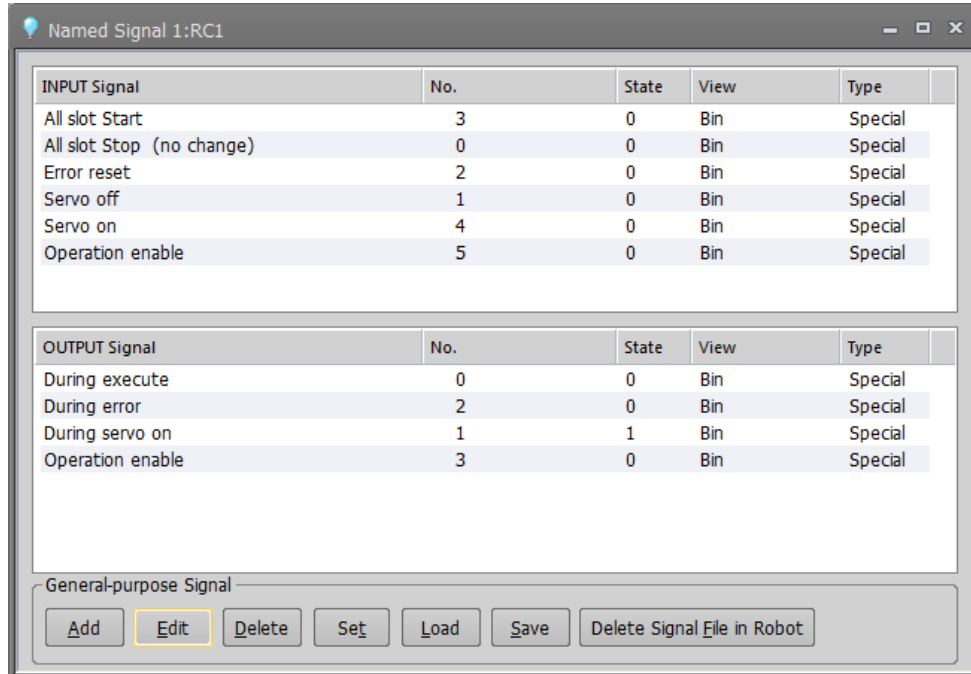 Named Signal 1:RC1
INPUT Signal No. State View Type
All slot Start 3 0 Bin Special
All slot Stop (no change) 0 0 Bin Special
Error reset 2 0 Bin Special
Servo off 1 0 Bin Special
Servo on 4 0 Bin Special
Operation enable 5 0 Bin Special
OUTPUT Signal No. State View Type
During execute 0 0 Bin Special
During error 2 0 Bin Special
During servo on 1 1 Bin Special
Operation enable 3 0 Bin Special
General-purpose Signal
Add Edit Delete Set Load Save Delete Signal File in Robot